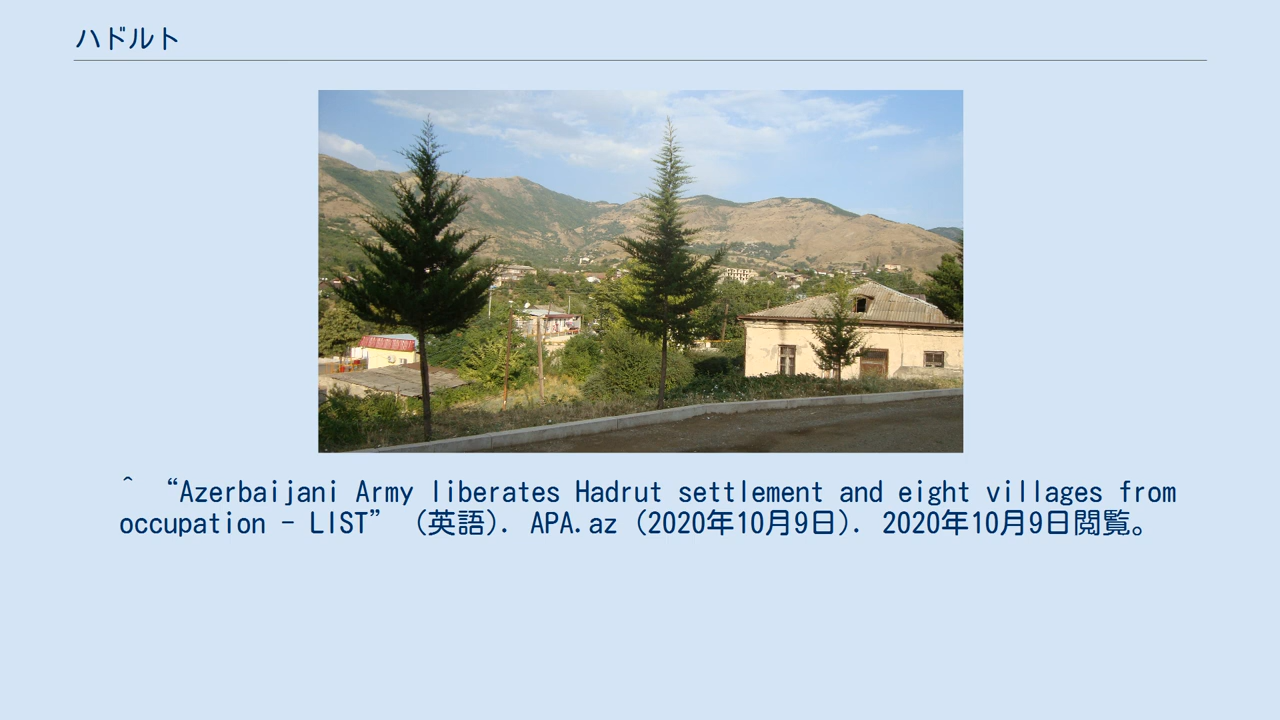 ハドルト
^ “Azerbaijani Army liberates Hadrut settlement and eight villages from
occupation - LIST” (英語). APA.az (2020年10月9日). 2020年10月9日閲覧。